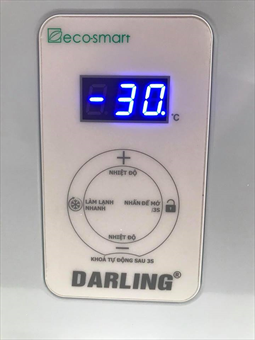 ecosmart
-30.
°C
+
NHIỆT ĐỘ
LÀM LẠNH
NHANH
NHẤN ĐỂ MỞ
/3S
NHIỆT ĐỘ
−
KHOÁ TỰ ĐỘNG SAU 3S
DARLING®